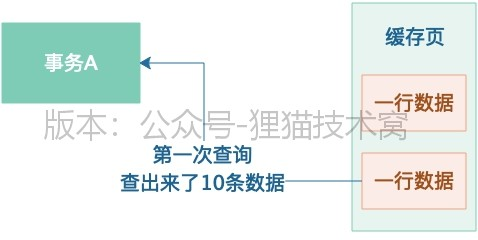 事务A
缓存页
一行数据
版本：公众号-狸猫技术窝
第一次查询
查出来了10条数据
一行数据